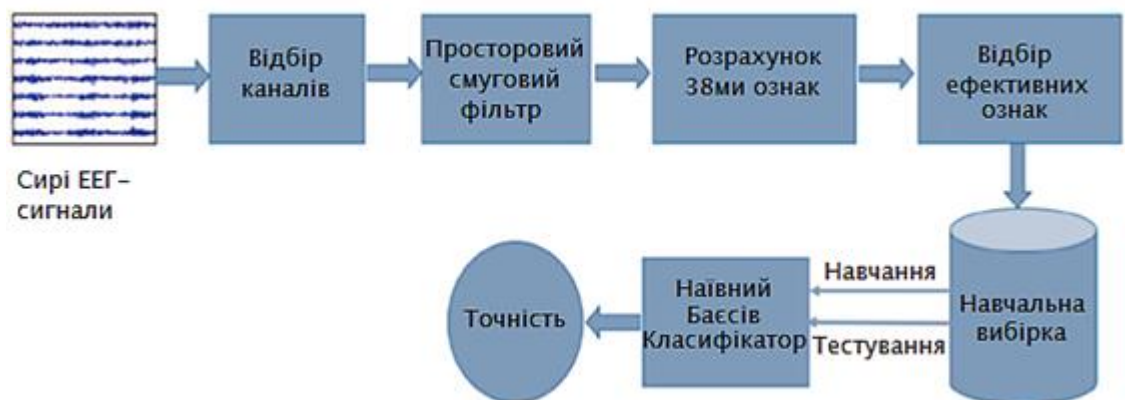 Сирі ЕЕГ-
сигнали
Відбір
каналів
Просторовий
смуговий
фільтр
Розрахунок
38ми ознак
Відбір
ефективних
ознак
Навчальна
вибірка
Навчання
Тестування
Наївний
Баєсів
Класифікатор
Точність